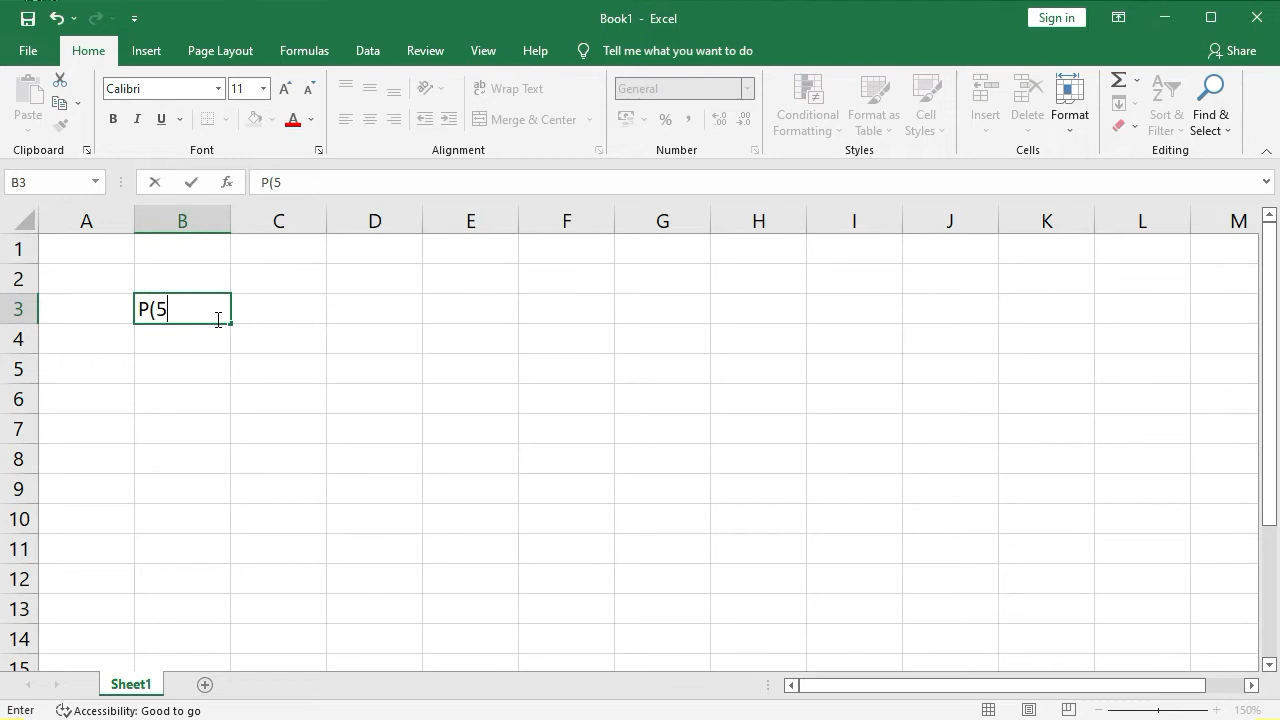 Book1 - Excel
Sign in
File Home Insert Page Layout Formulas Data Review View Help Tell me what you want to do Share
Paste
Clipboard
Calibri 11
B I U A
Font
ab Wrap Text
Merge & Center
Alignment
General
%
Number
Conditional Formatting
Format as Table
Cell Styles
Styles
Insert
Delete
Format
Cells
Sort & Filter
Find & Select
Editing
B3 fx P(5
A B C D E F G H I J K L M
1
2
3 P(5
4
5
6
7
8
9
10
11
12
13
14
15
Sheet1
Enter Accessibility: Good to go 150%